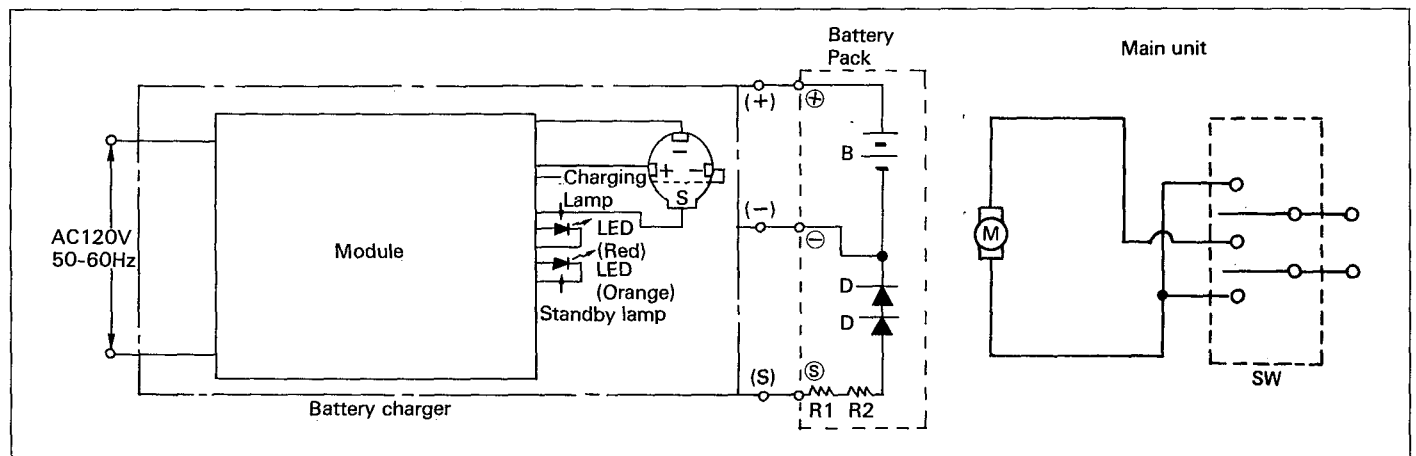 Battery
Pack
Main unit
(+)
⊕
B
−
+
−
S
Charging
Lamp
LED
(Red)
LED
(Orange)
Standby lamp
AC120V
50-60Hz
Module
(−)
⊖
M
D
D
(S)
Ⓢ
R1 R2
SW
Battery charger